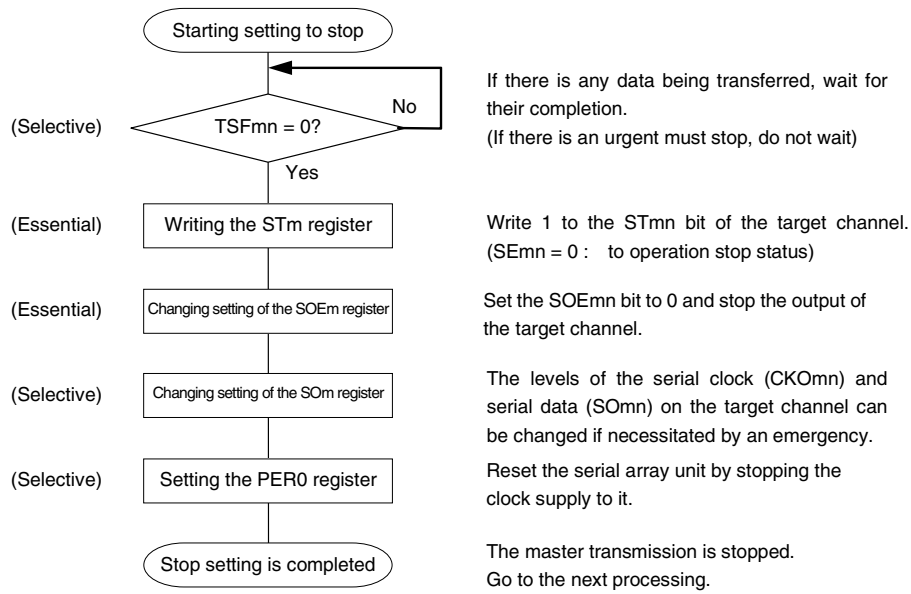 Starting setting to stop
(Selective)
TSFmn = 0?
No
Yes
If there is any data being transferred, wait for
their completion.
(If there is an urgent must stop, do not wait)
(Essential)
Writing the STm register
Write 1 to the STmn bit of the target channel.
(SEmn = 0 : to operation stop status)
(Essential)
Changing setting of the SOEm register
Set the SOEmn bit to 0 and stop the output of
the target channel.
(Selective)
Changing setting of the SOm register
The levels of the serial clock (CKOmn) and
serial data (SOmn) on the target channel can
be changed if necessitated by an emergency.
(Selective)
Setting the PER0 register
Reset the serial array unit by stopping the
clock supply to it.
Stop setting is completed
The master transmission is stopped.
Go to the next processing.